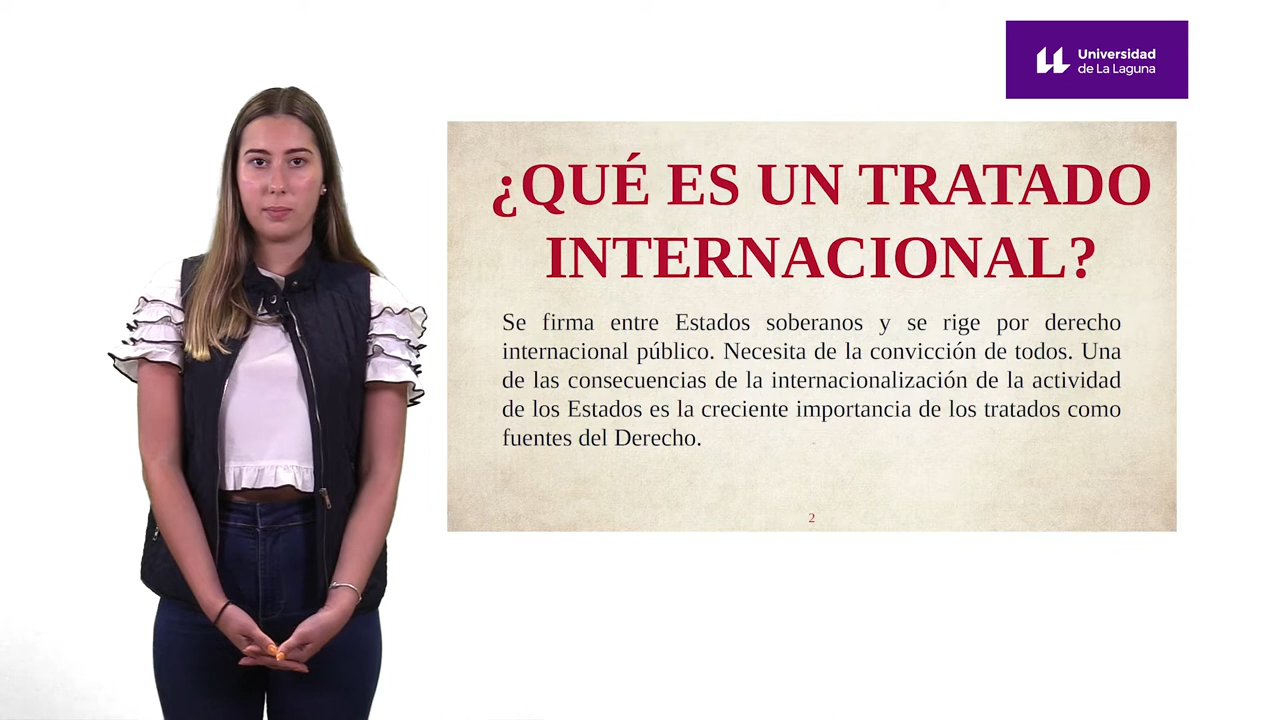 Universidad
de La Laguna
¿QUÉ ES UN TRATADO
INTERNACIONAL?
Se firma entre Estados soberanos y se rige por derecho
internacional público. Necesita de la convicción de todos. Una
de las consecuencias de la internacionalización de la actividad
de los Estados es la creciente importancia de los tratados como
fuentes del Derecho.
2